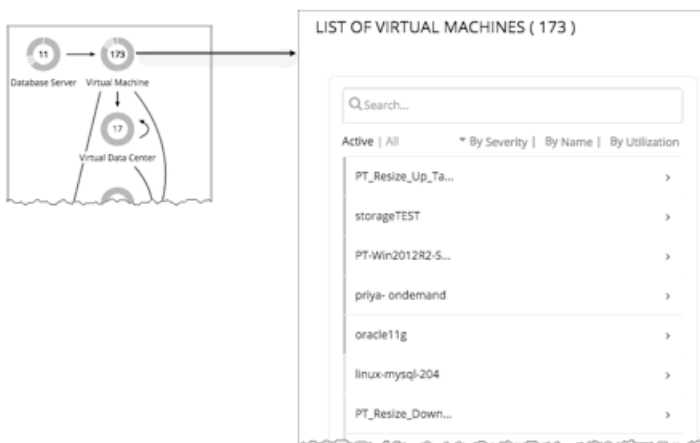 LIST OF VIRTUAL MACHINES ( 173 )
11
173
Database Server
Virtual Machine
17
Virtual Data Center
Search...
Active | All
By Severity | By Name | By Utilization
PT_Resize_Up_Ta...
storageTEST
PT-Win2012R2-S...
priya- ondemand
oracle11g
linux-mysql-204
PT_Resize_Down...